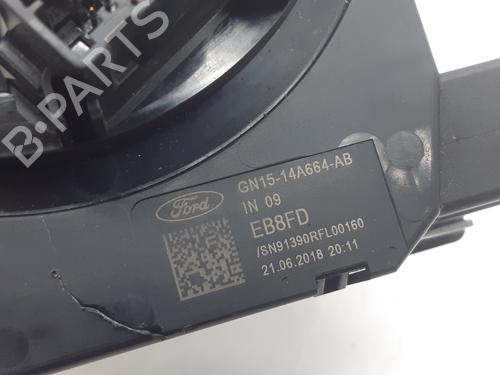 B-PARTS
Ford
GN15-14A664-AB
IN 09
EB8FD
/SN91390RFL00160
21.06.2018 20:11